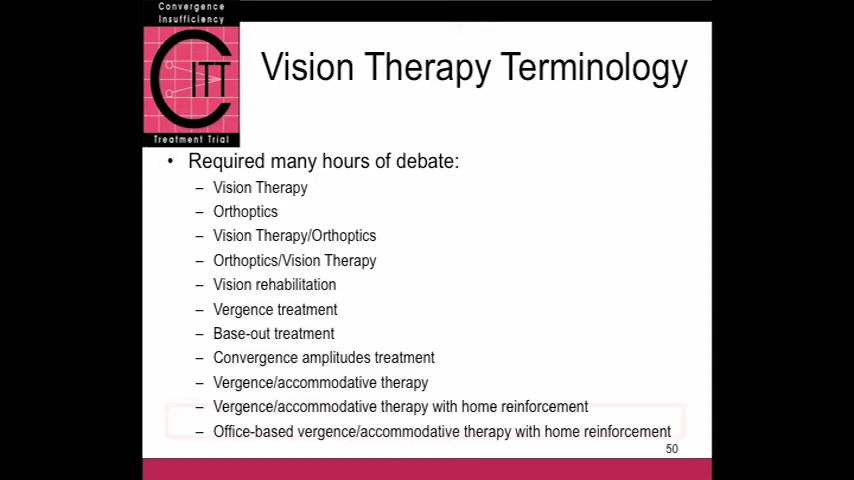 Convergence
Insufficiency
CITT
Treatment Trial
Vision Therapy Terminology
• Required many hours of debate:
– Vision Therapy
– Orthoptics
– Vision Therapy/Orthoptics
– Orthoptics/Vision Therapy
– Vision rehabilitation
– Vergence treatment
– Base-out treatment
– Convergence amplitudes treatment
– Vergence/accommodative therapy
– Vergence/accommodative therapy with home reinforcement
– Office-based vergence/accommodative therapy with home reinforcement
50